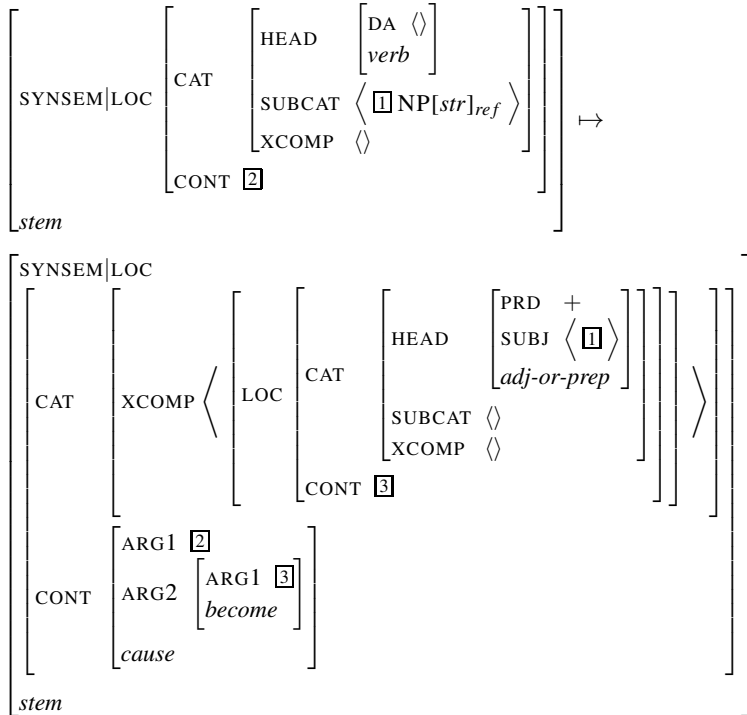 HEAD [DA ⟨⟩
verb]
CAT
SYNSEM|LOC SUBCAT ⟨ [1] NP[str]ref ⟩ ↦
XCOMP ⟨⟩
CONT [2]
stem
SYNSEM|LOC
PRD +
HEAD SUBJ ⟨ [1] ⟩
CAT adj-or-prep
CAT XCOMP ⟨ LOC
SUBCAT ⟨⟩
XCOMP ⟨⟩
CONT [3]
ARG1 [2]
CONT ARG2 [ARG1 [3]
become]
cause
stem